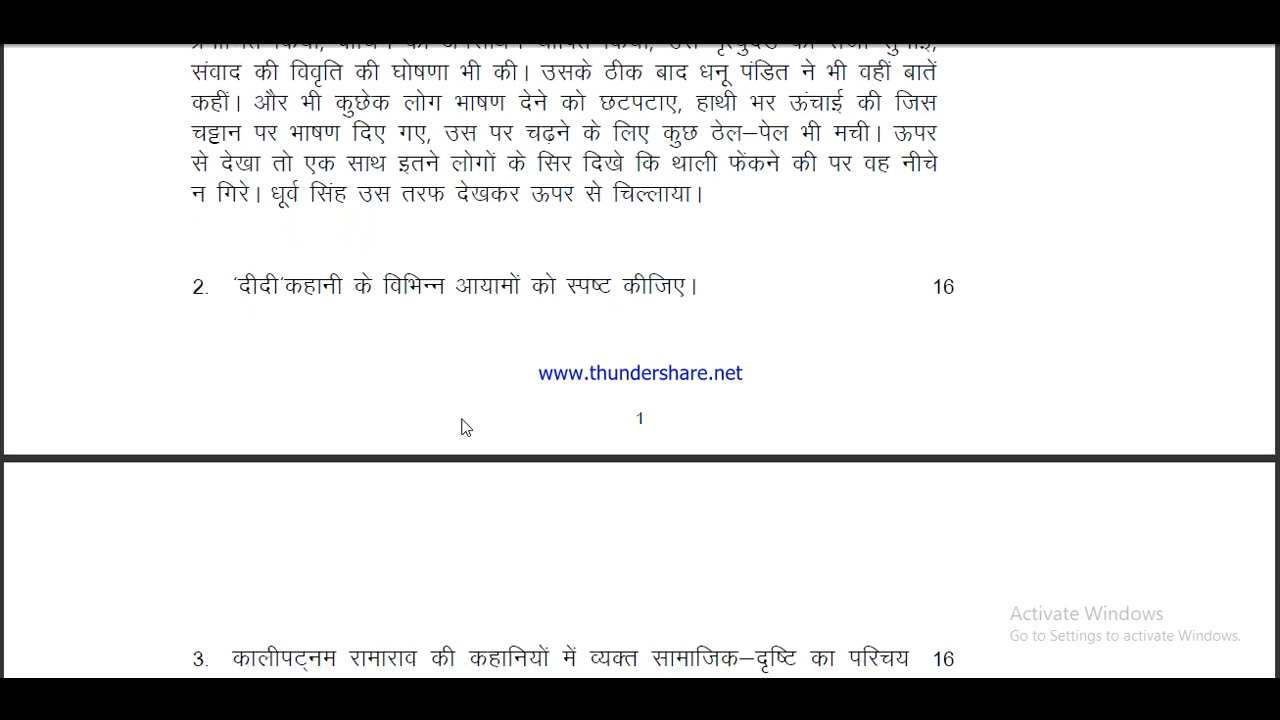 संवाद की विवृति की घोषणा भी की। उसके ठीक बाद धनू पंडित ने भी वहीं बातें
कहीं। और भी कुछेक लोग भाषण देने को छटपटाए, हाथी भर ऊंचाई की जिस
चट्टान पर भाषण दिए गए, उस पर चढ़ने के लिए कुछ ठेल–पेल भी मची। ऊपर
से देखा तो एक साथ इतने लोगों के सिर दिखे कि थाली फेंकने की पर वह नीचे
न गिरे। धूर्व सिंह उस तरफ देखकर ऊपर से चिल्लाया।
2. 'दीदी'कहानी के विभिन्न आयामों को स्पष्ट कीजिए। 16
www.thundershare.net
1
Activate Windows
Go to Settings to activate Windows.
3. कालीपट्नम रामाराव की कहानियों में व्यक्त सामाजिक–दृष्टि का परिचय 16